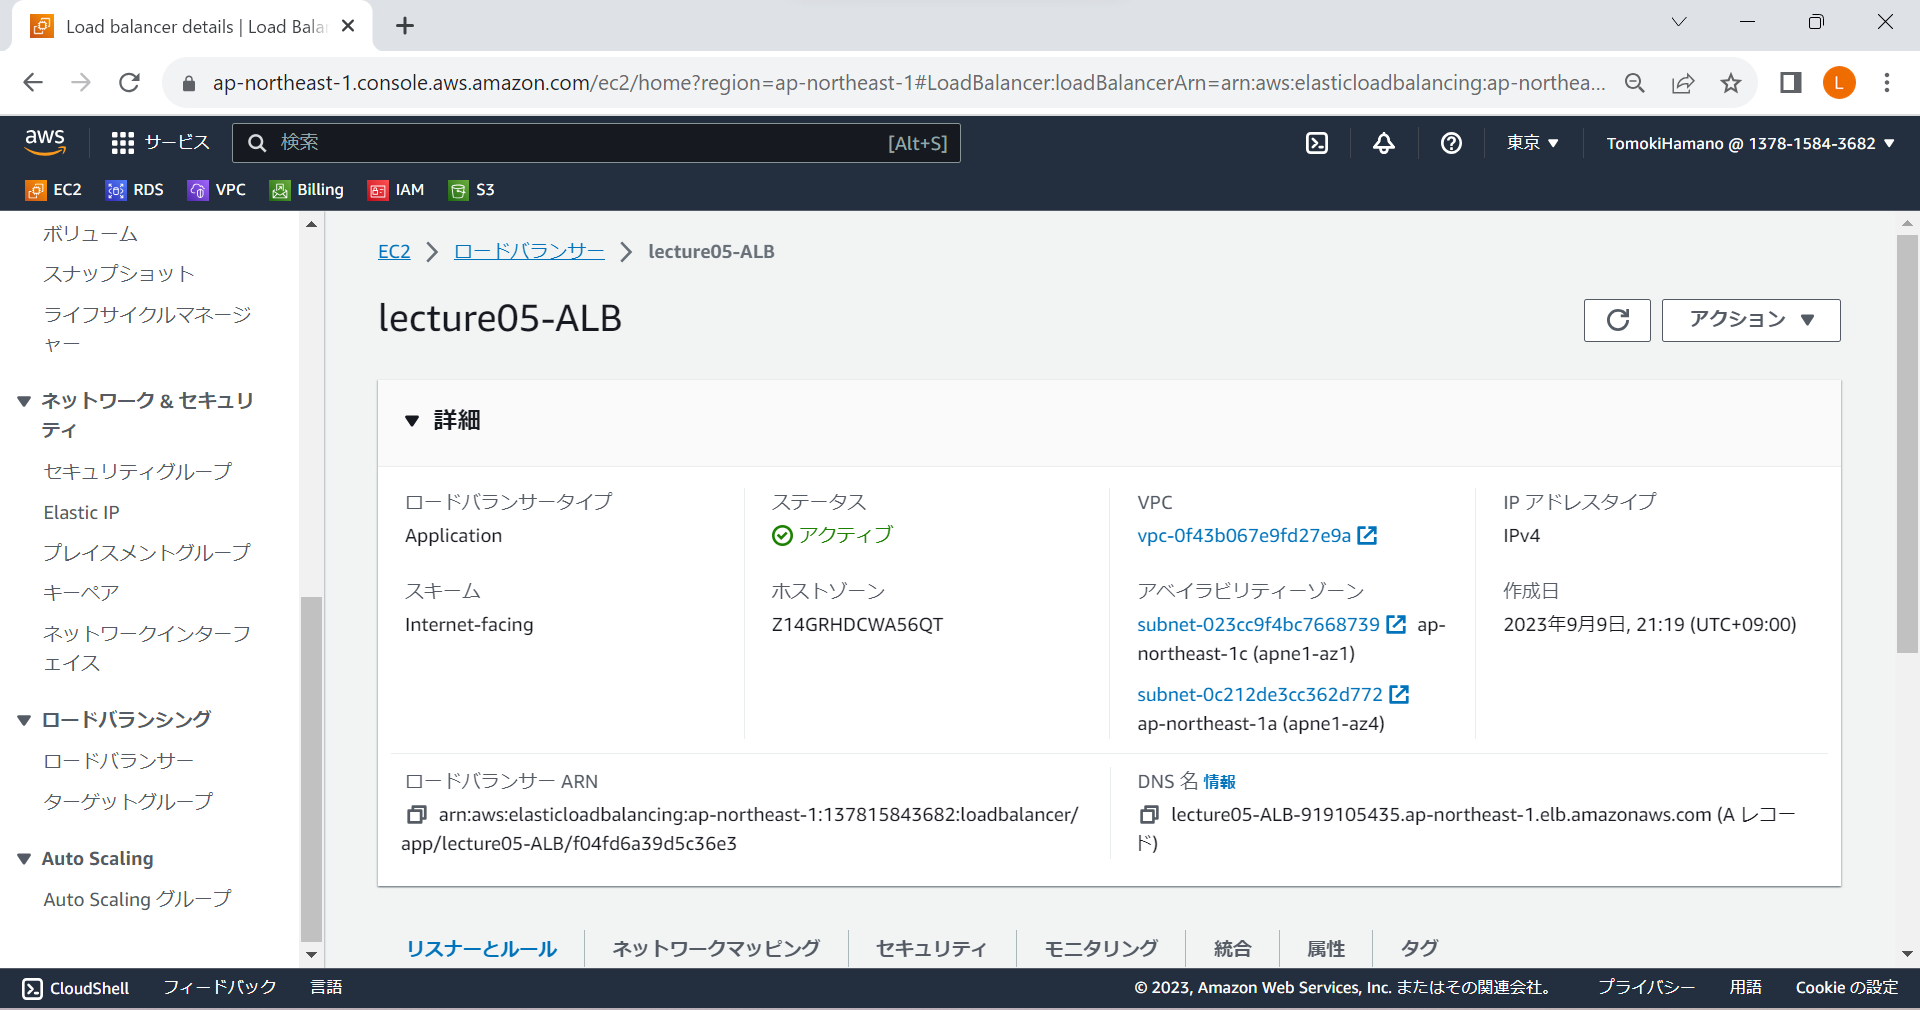 Load balancer details | Load Bala
ap-northeast-1.console.aws.amazon.com/ec2/home?region=ap-northeast-1#LoadBalancer:loadBalancerArn=arn:aws:elasticloadbalancing:ap-northea...
L
aws
サービス
検索
[Alt+S]
東京
TomokiHamano @ 1378-1584-3682
EC2
RDS
VPC
Billing
IAM
S3
ボリューム
スナップショット
ライフサイクルマネージ
ャー
ネットワーク & セキュリ
ティ
セキュリティグループ
Elastic IP
プレイスメントグループ
キーペア
ネットワークインターフ
ェイス
ロードバランシング
ロードバランサー
ターゲットグループ
Auto Scaling
Auto Scaling グループ
EC2
ロードバランサー
lecture05-ALB
lecture05-ALB
アクション
詳細
ロードバランサータイプ
Application
ステータス
アクティブ
VPC
vpc-0f43b067e9fd27e9a
IP アドレスタイプ
IPv4
スキーム
Internet-facing
ホストゾーン
Z14GRHDCWA56QT
アベイラビリティーゾーン
subnet-023cc9f4bc7668739 ap-
northeast-1c (apne1-az1)
subnet-0c212de3cc362d772
ap-northeast-1a (apne1-az4)
作成日
2023年9月9日, 21:19 (UTC+09:00)
ロードバランサー ARN
arn:aws:elasticloadbalancing:ap-northeast-1:137815843682:loadbalancer/
app/lecture05-ALB/f04fd6a39d5c36e3
DNS 名 情報
lecture05-ALB-919105435.ap-northeast-1.elb.amazonaws.com (A レコー
ド)
リスナーとルール
ネットワークマッピング
セキュリティ
モニタリング
統合
属性
タグ
CloudShell
フィードバック
言語
© 2023, Amazon Web Services, Inc. またはその関連会社。
プライバシー
用語
Cookie の設定